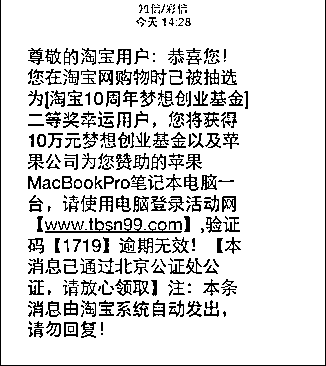 短信/彩信
今天 14:28
尊敬的淘宝用户：恭喜您！
您在淘宝网购物时已被抽选
为[淘宝10周年梦想创业基金]
二等奖幸运用户，您将获得
10万元梦想创业基金以及苹
果公司为您赞助的苹果
MacBookPro笔记本电脑一
台，请使用电脑登录活动网
【www.tbsn99.com】,验证
码【1719】逾期无效！【本
消息已通过北京公证处公
证，请放心领取】注：本条
消息由淘宝系统自动发出，
请勿回复！